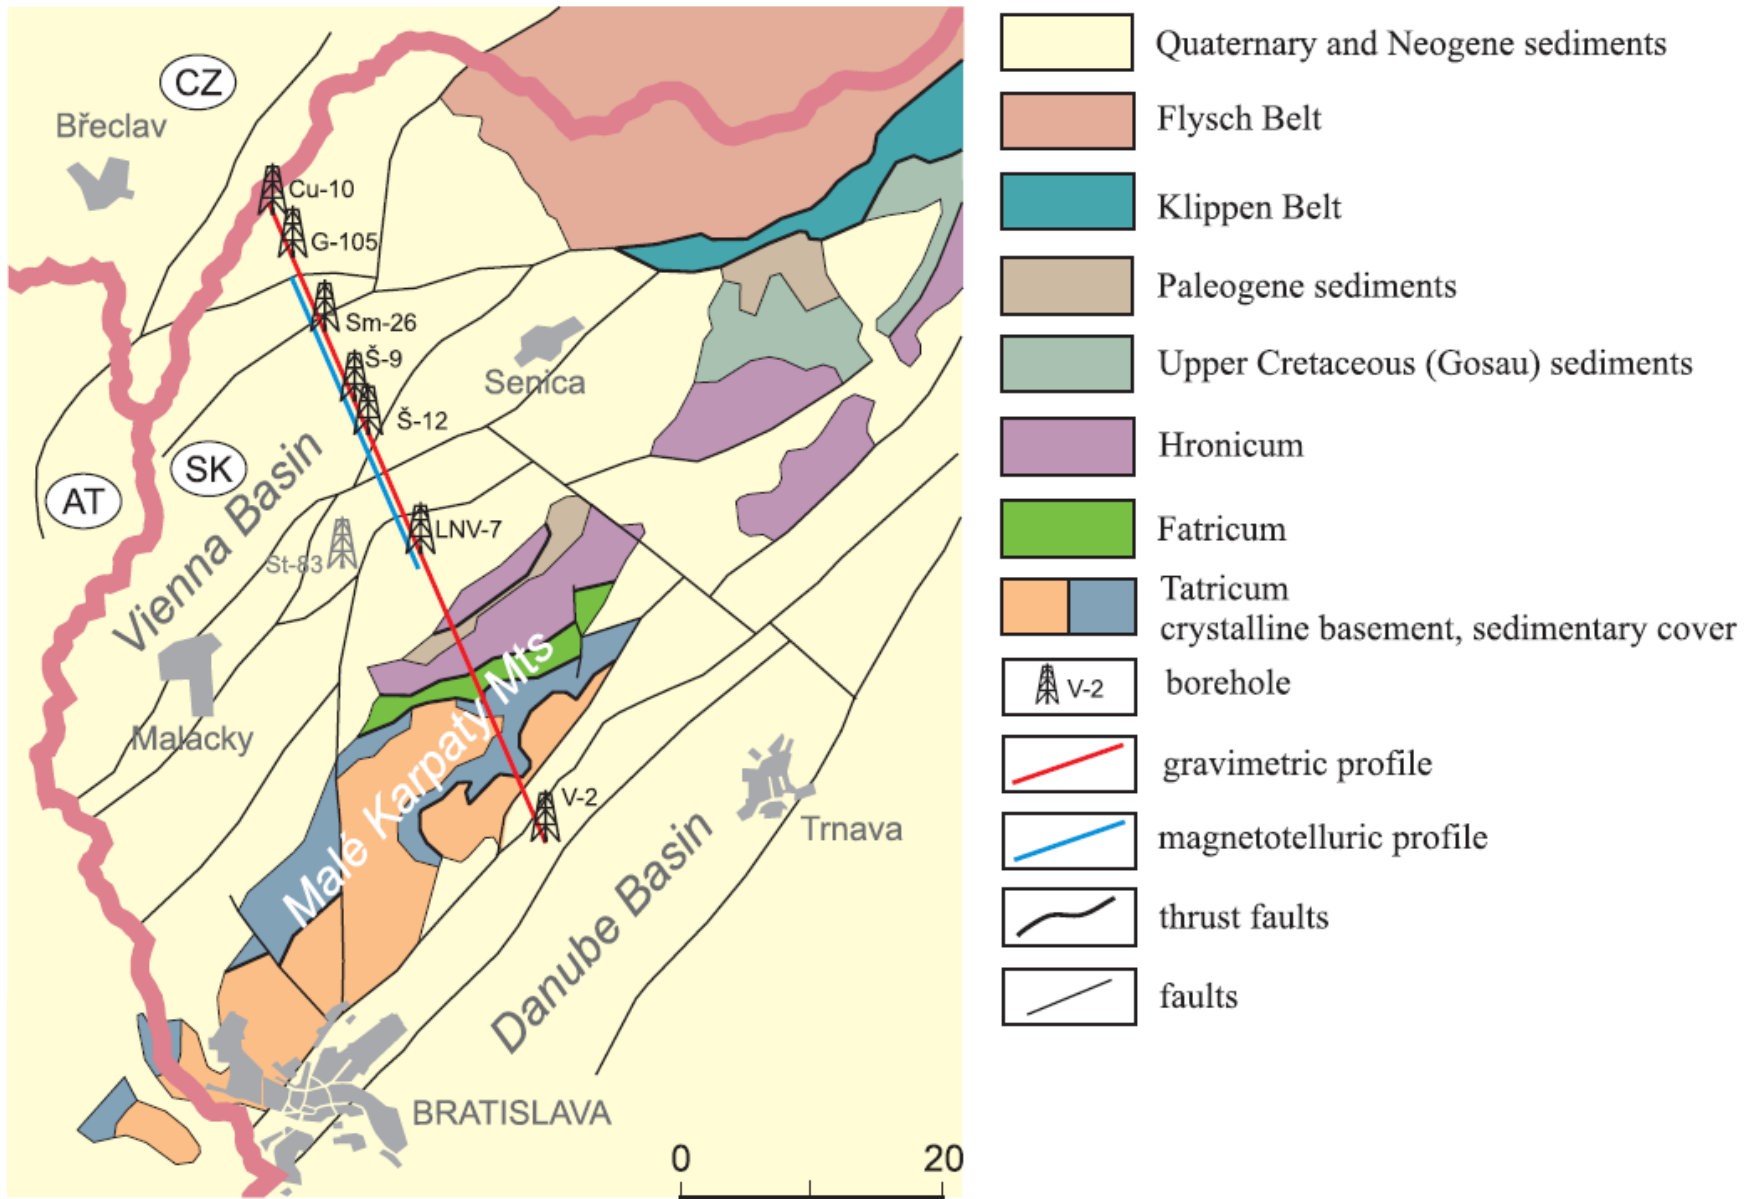 CZ
Břeclav
Cu-10
G-105
Sm-26
Š-9
Senica
Š-12
SK
AT
Vienna Basin
LNV-7
St-83
Malacky
Malé Karpaty Mts
V-2
Trnava
Danube Basin
BRATISLAVA
0
20
Quaternary and Neogene sediments
Flysch Belt
Klippen Belt
Paleogene sediments
Upper Cretaceous (Gosau) sediments
Hronicum
Fatricum
Tatricum
crystalline basement, sedimentary cover
V-2
borehole
gravimetric profile
magnetotelluric profile
thrust faults
faults